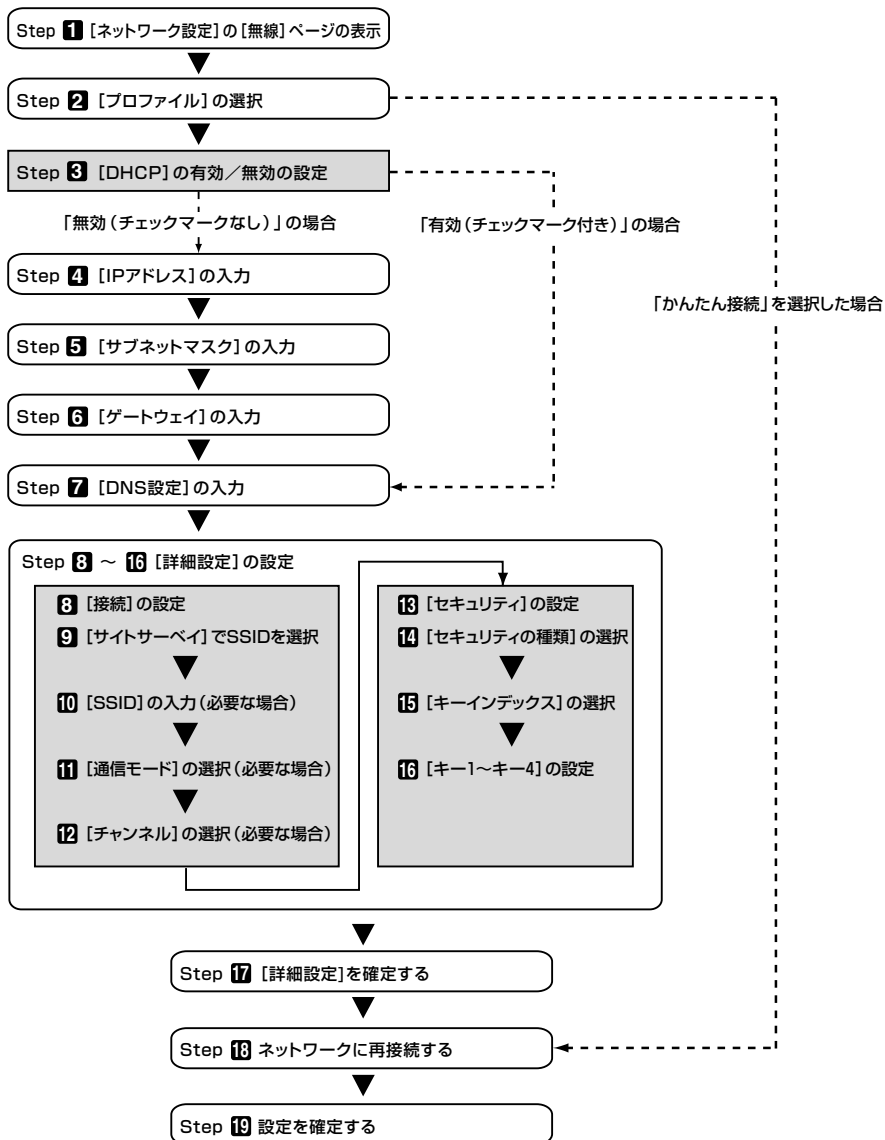 Step 1 [ネットワーク設定]の[無線]ページの表示
Step 2 [プロファイル]の選択
Step 3 [DHCP]の有効／無効の設定
「無効(チェックマークなし)」の場合
「有効(チェックマーク付き)」の場合
Step 4 [IPアドレス]の入力
「かんたん接続」を選択した場合
Step 5 [サブネットマスク]の入力
Step 6 [ゲートウェイ]の入力
Step 7 [DNS設定]の入力
Step 8 ～ 16 [詳細設定]の設定
8 [接続]の設定
9 [サイトサーベイ]でSSIDを選択
10 [SSID]の入力(必要な場合)
11 [通信モード]の選択(必要な場合)
12 [チャンネル]の選択(必要な場合)
13 [セキュリティ]の設定
14 [セキュリティの種類]の選択
15 [キーインデックス]の選択
16 [キー1～キー4]の設定
Step 17 [詳細設定]を確定する
Step 18 ネットワークに再接続する
Step 19 設定を確定する